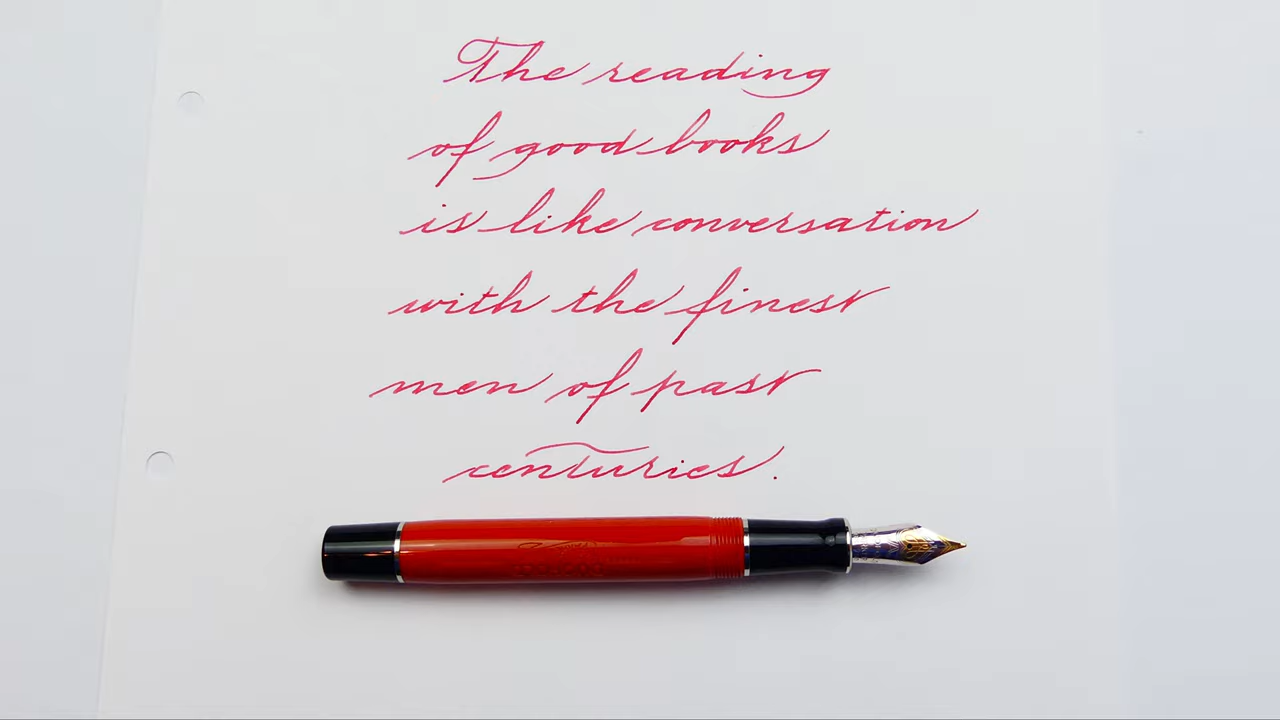 The reading
of good books
is like conversation
with the finest
men of past
centuries.